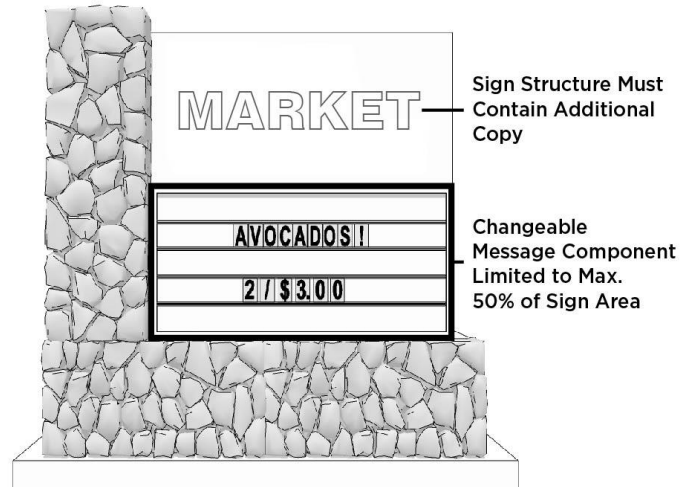 MARKET
Sign Structure Must
Contain Additional
Copy
AVOCADOS!
2/$3.00
Changeable
Message Component
Limited to Max.
50% of Sign Area